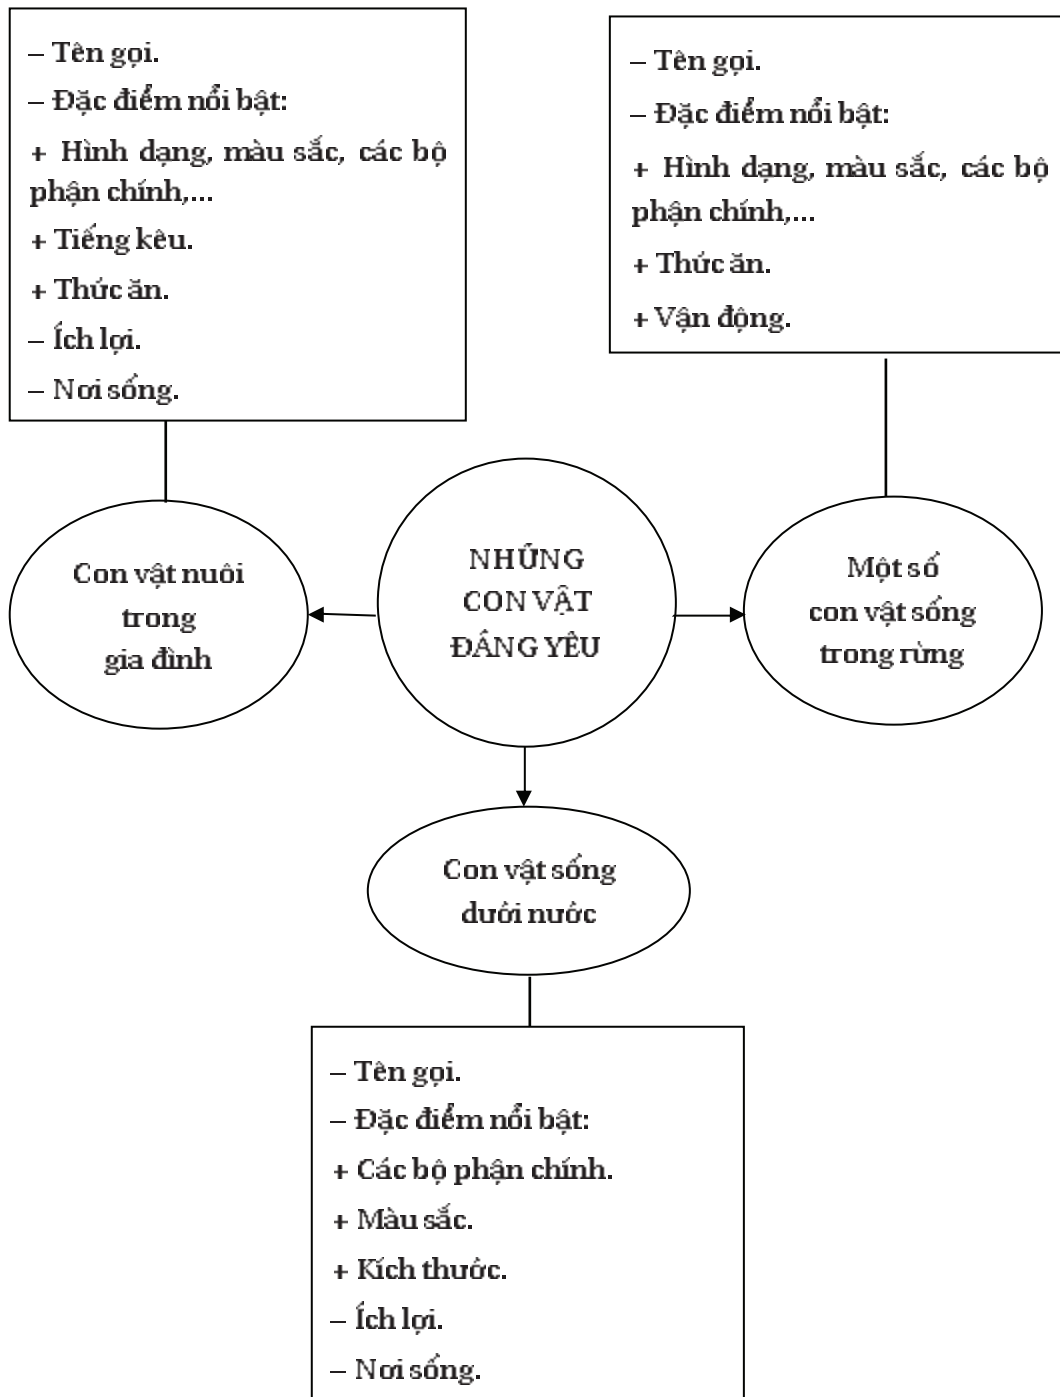 – Tên gọi.
– Đặc điểm nổi bật:
+ Hình dạng, màu sắc, các bộ
phận chính,...
+ Tiếng kêu.
+ Thức ăn.
– Ích lợi.
– Nơi sống.
– Tên gọi.
– Đặc điểm nổi bật:
+ Hình dạng, màu sắc, các bộ
phận chính,...
+ Thức ăn.
+ Vận động.
Con vật nuôi
trong
gia đình
NHỮNG
CON VẬT
ĐÁNG YÊU
Một số
con vật sống
trong rừng
Con vật sống
dưới nước
– Tên gọi.
– Đặc điểm nổi bật:
+ Các bộ phận chính.
+ Màu sắc.
+ Kích thước.
– Ích lợi.
– Nơi sống.